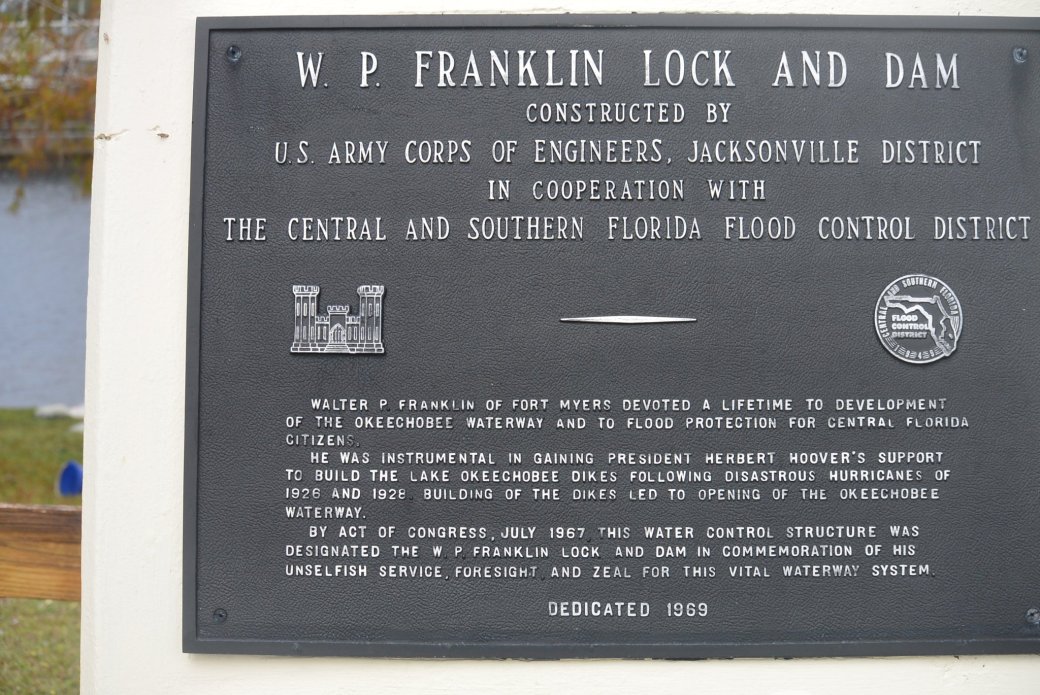 W. P. FRANKLIN LOCK AND DAM
CONSTRUCTED BY
U.S. ARMY CORPS OF ENGINEERS, JACKSONVILLE DISTRICT
IN COOPERATION WITH
THE CENTRAL AND SOUTHERN FLORIDA FLOOD CONTROL DISTRICT
CENTRAL AND SOUTHERN FLORIDA
FLOOD
CONTROL
DISTRICT
1949
WALTER P. FRANKLIN OF FORT MYERS DEVOTED A LIFETIME TO DEVELOPMENT
OF THE OKEECHOBEE WATERWAY AND TO FLOOD PROTECTION FOR CENTRAL FLORIDA
CITIZENS.
HE WAS INSTRUMENTAL IN GAINING PRESIDENT HERBERT HOOVER'S SUPPORT
TO BUILD THE LAKE OKEECHOBEE DIKES FOLLOWING DISASTROUS HURRICANES OF
1926 AND 1928. BUILDING OF THE DIKES LED TO OPENING OF THE OKEECHOBEE
WATERWAY.
BY ACT OF CONGRESS, JULY 1967, THIS WATER CONTROL STRUCTURE WAS
DESIGNATED THE W. P. FRANKLIN LOCK AND DAM IN COMMEMORATION OF HIS
UNSELFISH SERVICE, FORESIGHT, AND ZEAL FOR THIS VITAL WATERWAY SYSTEM.
DEDICATED 1969